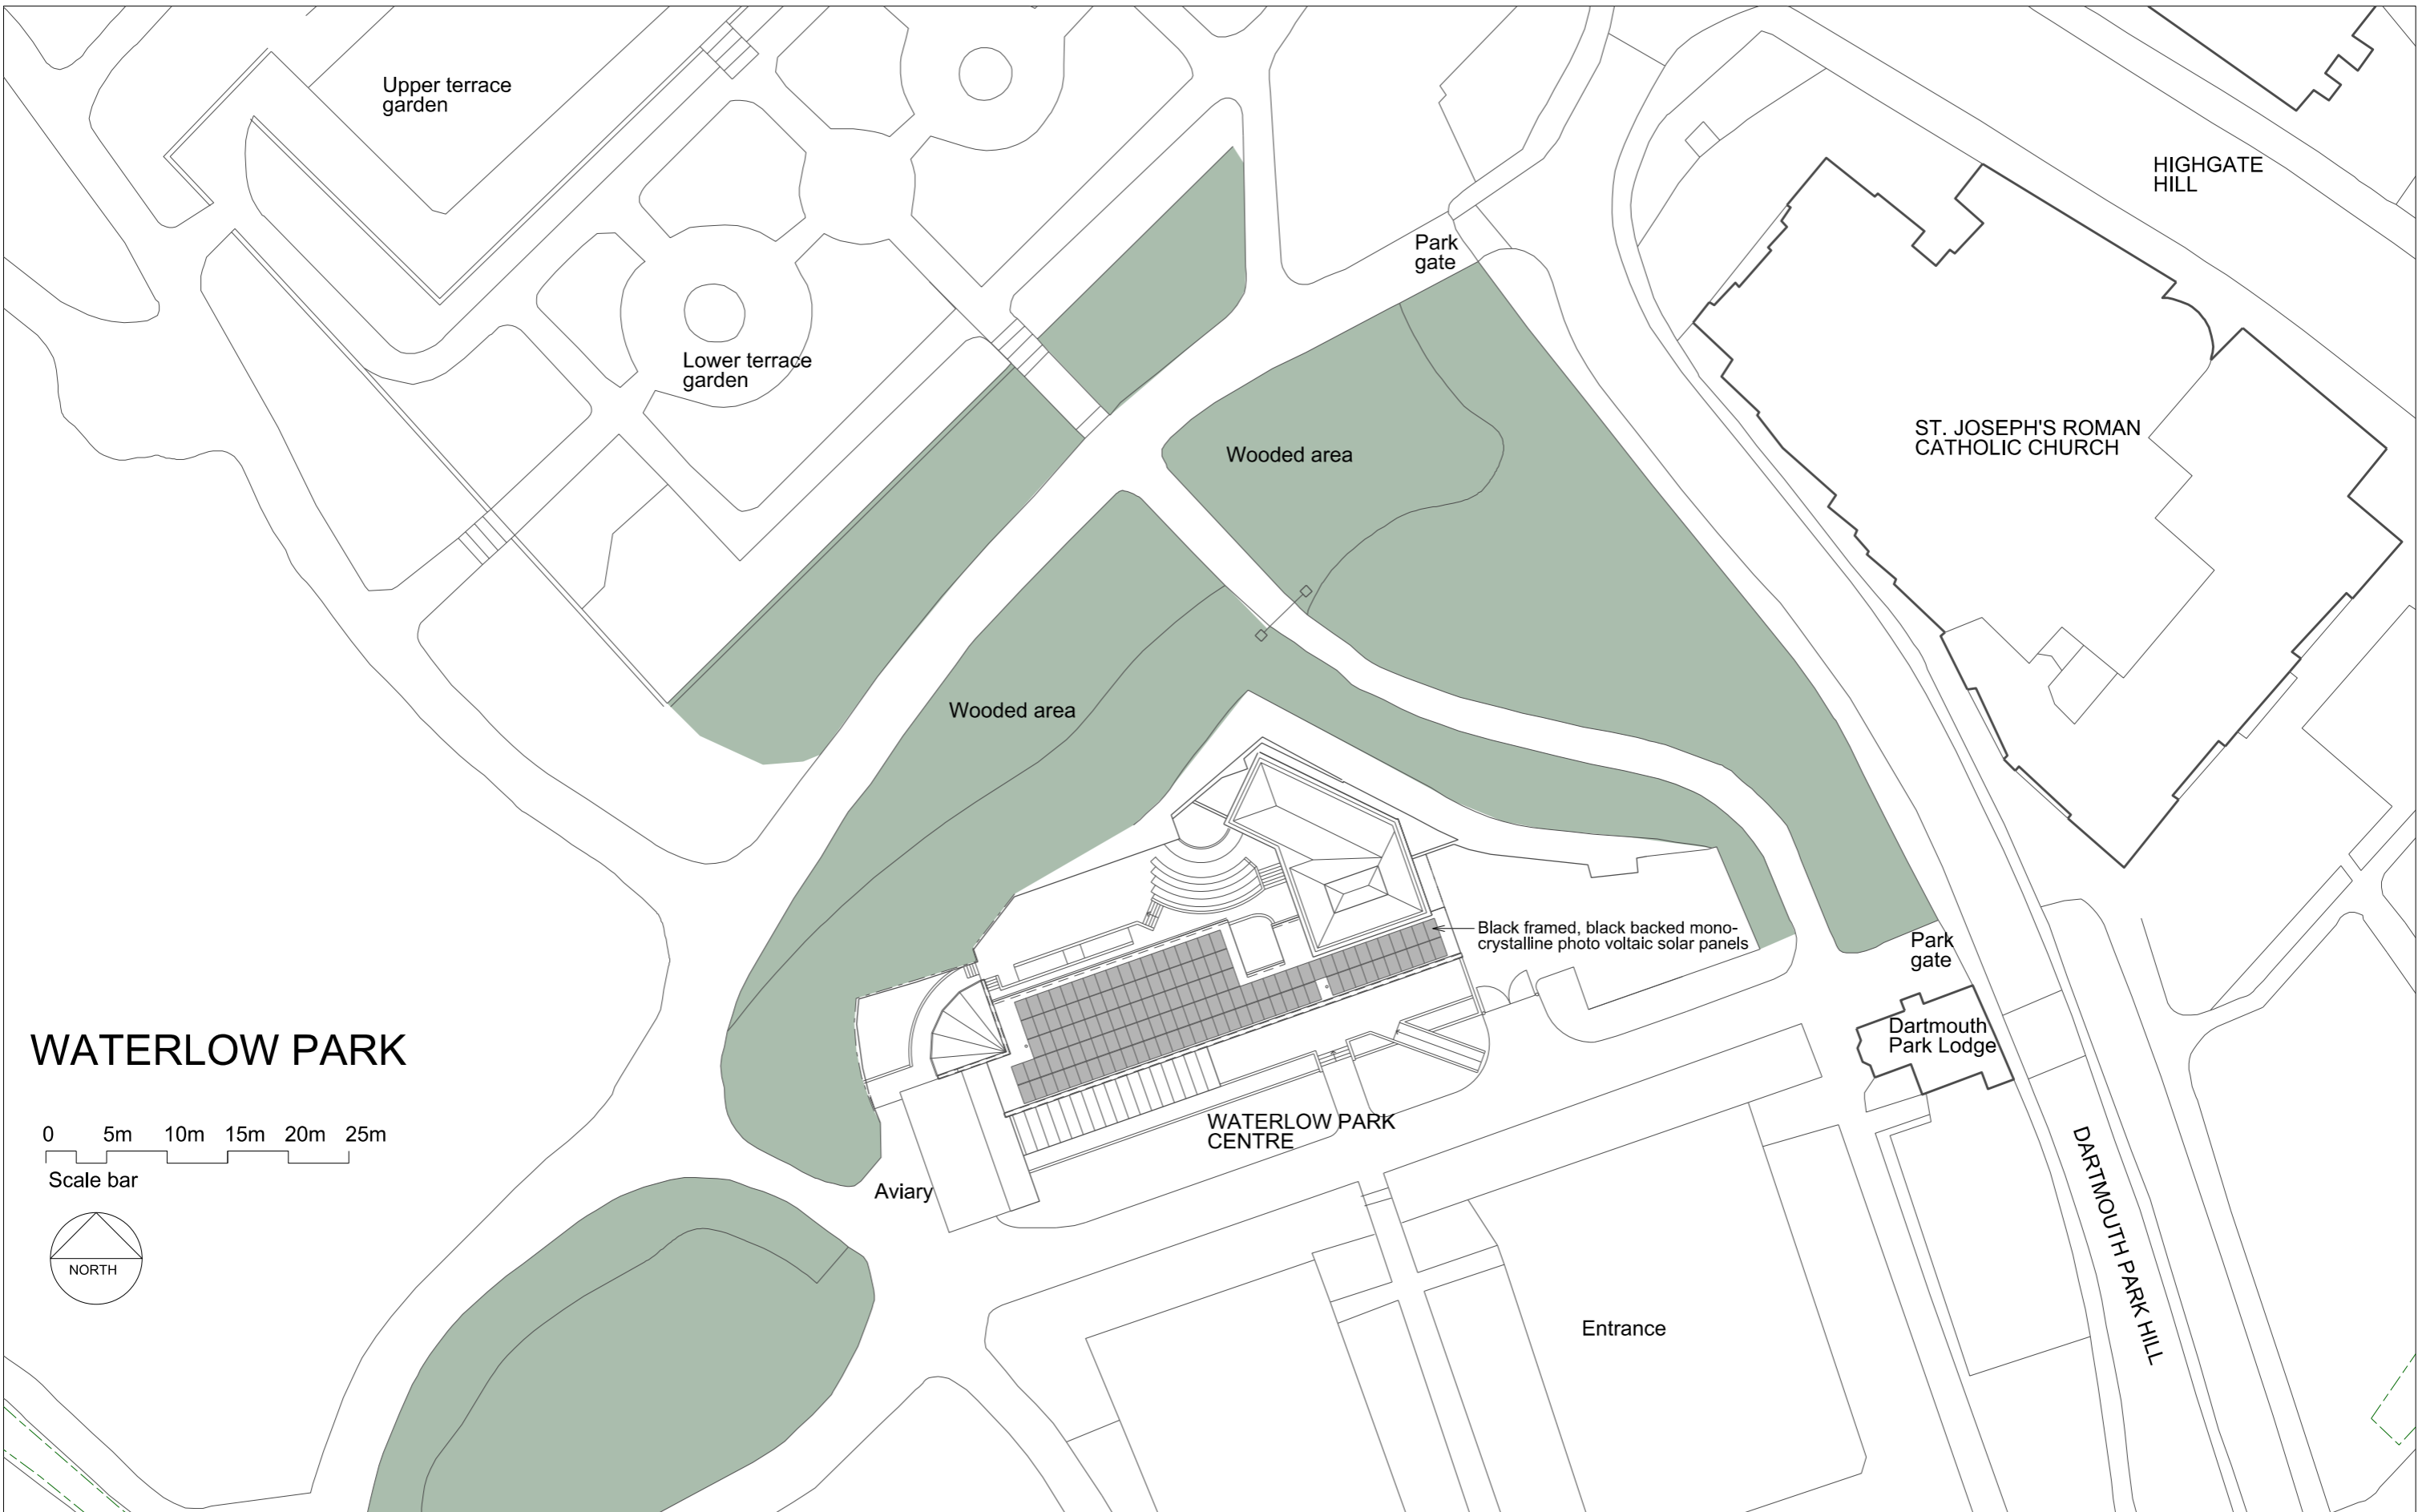 Upper terrace
garden
HIGHGATE
HILL
Park
gate
Lower terrace
garden
ST. JOSEPH'S ROMAN
CATHOLIC CHURCH
Wooded area
Wooded area
Black framed, black backed mono-
crystalline photo voltaic solar panels
Park
gate
WATERLOW PARK
Dartmouth
Park Lodge
0 5m 10m 15m 20m 25m
Scale bar
WATERLOW PARK
CENTRE
Aviary
DARTMOUTH PARK HILL
NORTH
Entrance